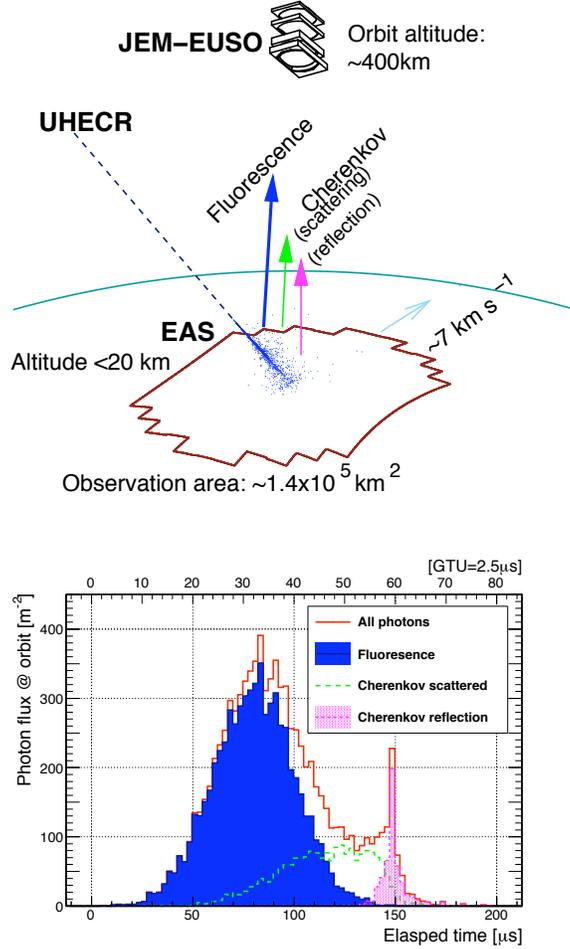 JEM–EUSO
Orbit altitude:
~400km
UHECR
Fluorescence
Cherenkov
(scattering)
(reflection)
~7 km s⁻¹
EAS
Altitude <20 km
Observation area: ~1.4x10⁵ km²
[GTU=2.5µs]
0 10 20 30 40 50 60 70 80
Photon flux @ orbit [m⁻²]
400
300
200
100
0
All photons
Fluoresence
Cherenkov scattered
Cherenkov reflection
0 50 100 150 200
Elasped time [µs]